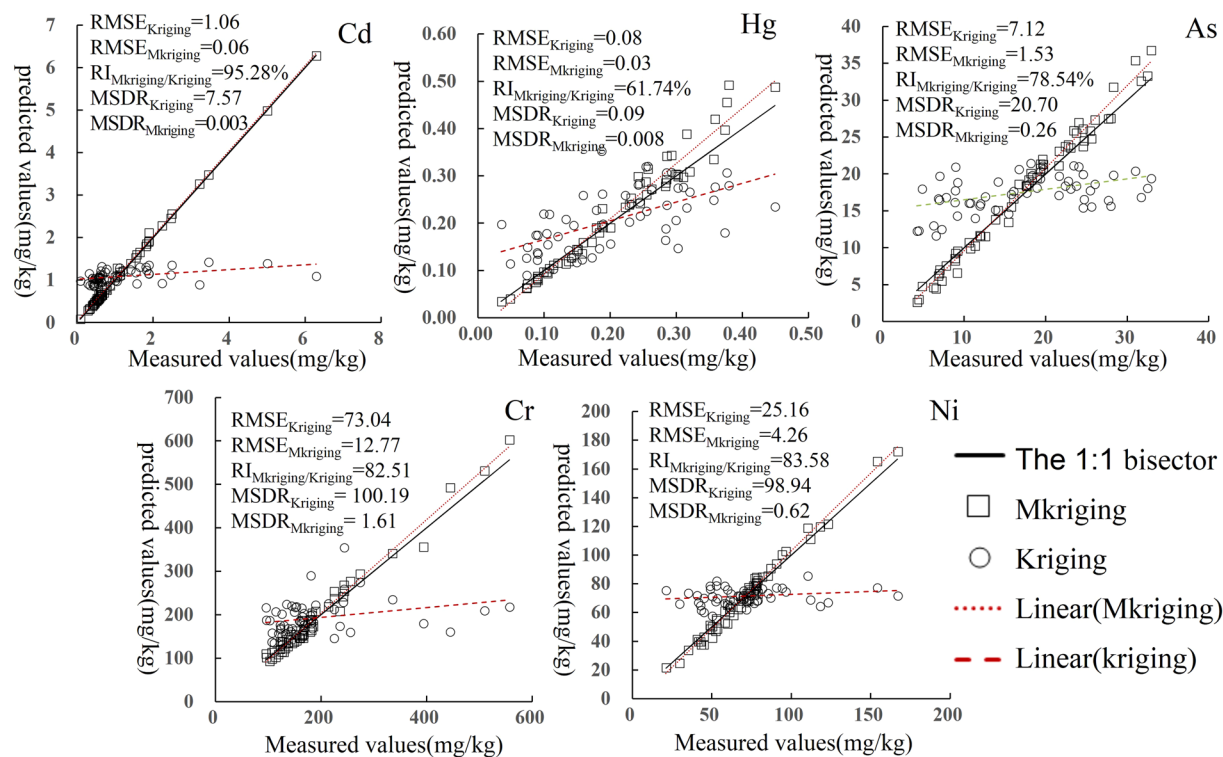 RMSEKriging=1.06
RMSEMkriging=0.06
RIMkriging/Kriging=95.28%
MSDRKriging=7.57
MSDRMkriging=0.003
Cd
predicted values(mg/kg)
7
6
5
4
3
2
1
0
0 2 4 6 8
Measured values(mg/kg)
RMSEKriging=0.08
RMSEMkriging=0.03
RIMkriging/Kriging=61.74%
MSDRKriging=0.09
MSDRMkriging=0.008
Hg
predicted values(mg/kg)
0.60
0.50
0.40
0.30
0.20
0.10
0.00
0.00 0.10 0.20 0.30 0.40 0.50
Measured values(mg/kg)
RMSEKriging=7.12
RMSEMkriging=1.53
RIMkriging/Kriging=78.54%
MSDRKriging=20.70
MSDRMkriging=0.26
As
predicted values(mg/kg)
40
35
30
25
20
15
10
5
0
0 10 20 30 40
Measured values(mg/kg)
RMSEKriging=73.04
RMSEMkriging=12.77
RIMkriging/Kriging=82.51
MSDRKriging= 100.19
MSDRMkriging= 1.61
Cr
predicted values(mg/kg)
700
600
500
400
300
200
100
0
0 200 400 600
Measured values(mg/kg)
RMSEKriging=25.16
RMSEMkriging=4.26
RIMkriging/Kriging=83.58
MSDRKriging=98.94
MSDRMkriging=0.62
Ni
predicted values(mg/kg)
200
180
160
140
120
100
80
60
40
20
0
0 50 100 150 200
Measured values(mg/kg)
The 1:1 bisector
Mkriging
Kriging
Linear(Mkriging)
Linear(kriging)